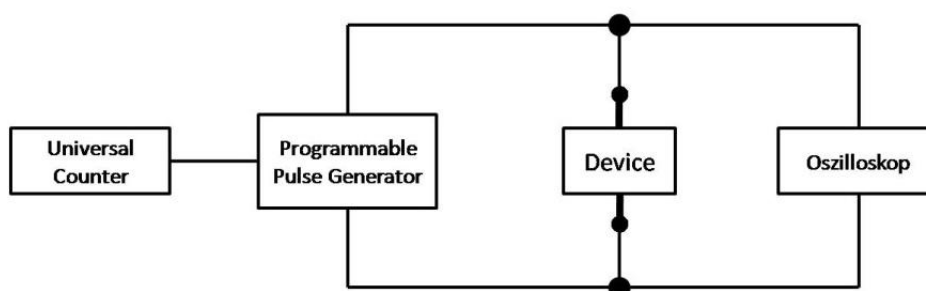 Universal
Counter
Programmable
Pulse Generator
Device
Oszilloskop